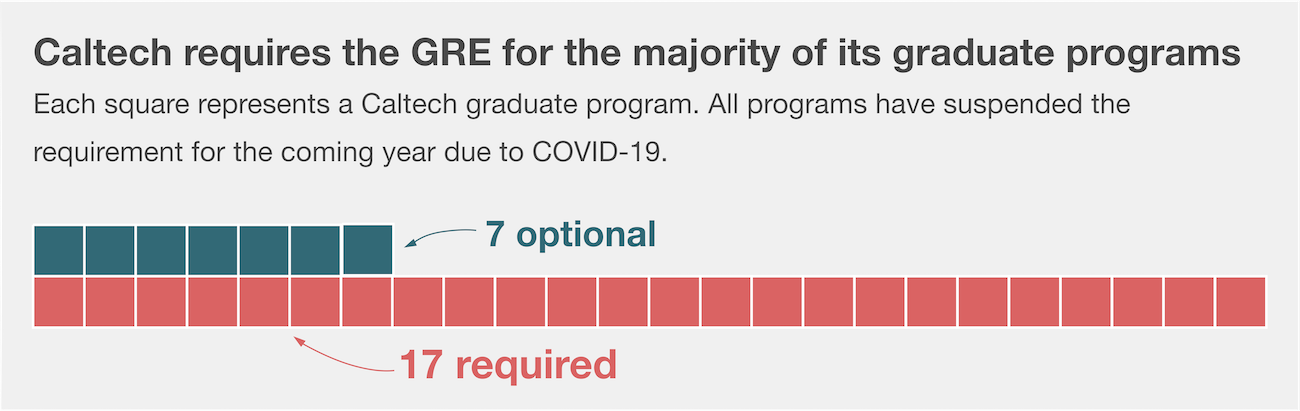 Caltech requires the GRE for the majority of its graduate programs
Each square represents a Caltech graduate program. All programs have suspended the
requirement for the coming year due to COVID-19.
7 optional
17 required